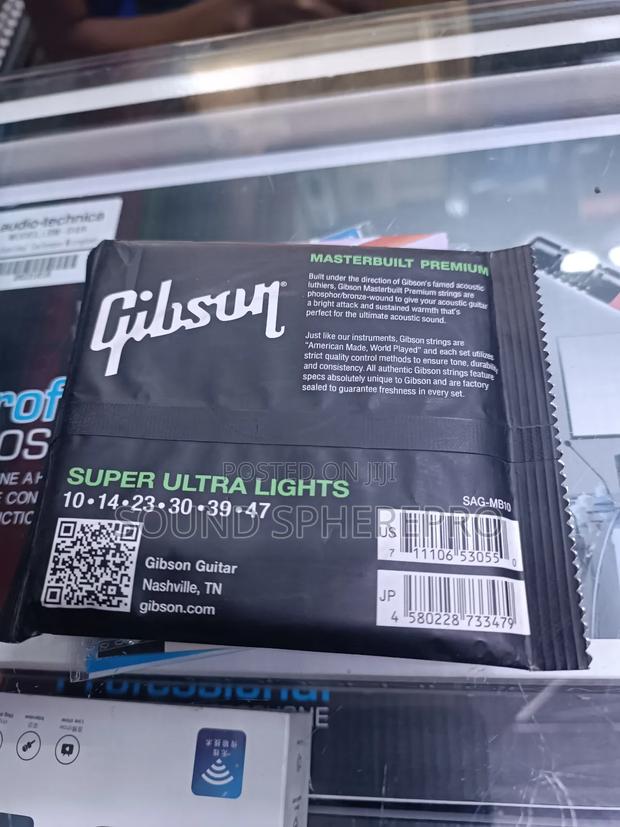 audio-technica
Gibson
MASTERBUILT PREMIUM
Built under the direction of Gibson's famed acoustic
luthiers, Gibson Masterbuilt Premium strings are
phosphor/bronze-wound to give your acoustic guitar
a bright attack and sustained warmth that's
perfect for the ultimate acoustic sound.
Just like our instruments, Gibson strings are
"American Made, World Played" and each set utilizes
strict quality control methods to ensure tone, durability
and consistency. All authentic Gibson strings feature
specs absolutely unique to Gibson and are factory
sealed to guarantee freshness in every set.
SUPER ULTRA LIGHTS
10•14•23•30•39•47
POSTED ON JIJI
SOUND SPHEREPRO
SAG-MB10
US
7 11106 53055 0
JP
4 580228 733479
Gibson Guitar
Nashville, TN
gibson.com
Professional